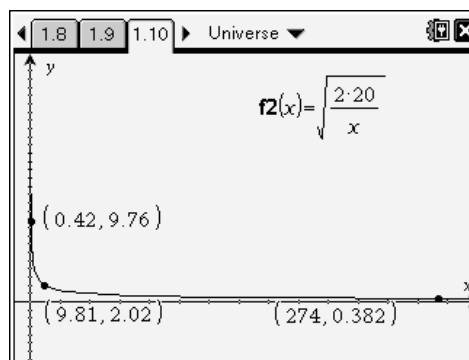 1.8 1.9 1.10 Universe
y
f2(x)=√(2·20/x)
(0.42, 9.76)
x
(9.81, 2.02) (274, 0.382)